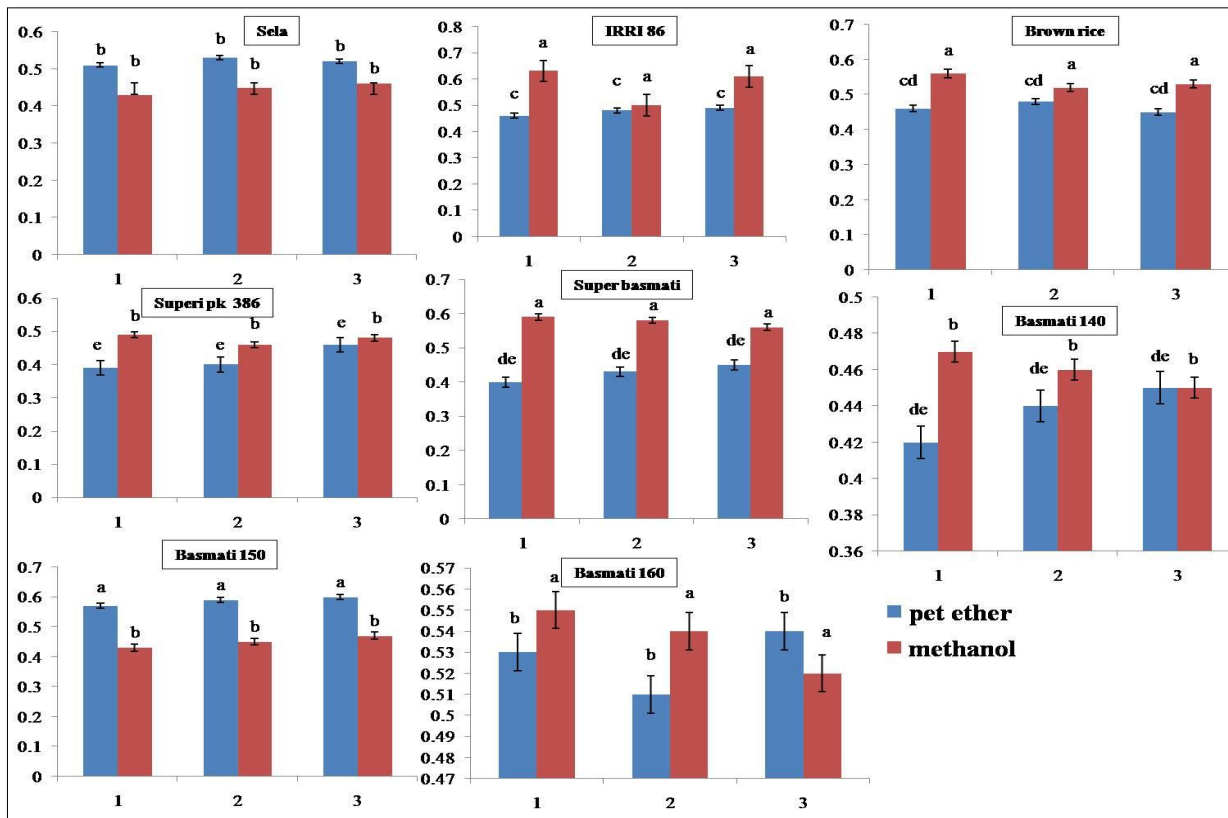 Sela
0.6
0.5
0.4
0.3
0.2
0.1
0
b b b b b b
1 2 3
IRRI 86
0.8
0.7
0.6
0.5
0.4
0.3
0.2
0.1
0
c a c a c a
1 2 3
Brown rice
0.7
0.6
0.5
0.4
0.3
0.2
0.1
0
cd a cd a cd a
1 2 3
Superi pk 386
0.6
0.5
0.4
0.3
0.2
0.1
0
e b e b e b
1 2 3
Super basmati
0.7
0.6
0.5
0.4
0.3
0.2
0.1
0
de a de a de a
1 2 3
Basmati 140
0.5
0.48
0.46
0.44
0.42
0.4
0.38
0.36
de b de b de b
1 2 3
Basmati 150
0.7
0.6
0.5
0.4
0.3
0.2
0.1
0
a b a b a b
1 2 3
Basmati 160
0.57
0.56
0.55
0.54
0.53
0.52
0.51
0.5
0.49
0.48
0.47
b a b a b a
1 2 3
pet ether
methanol